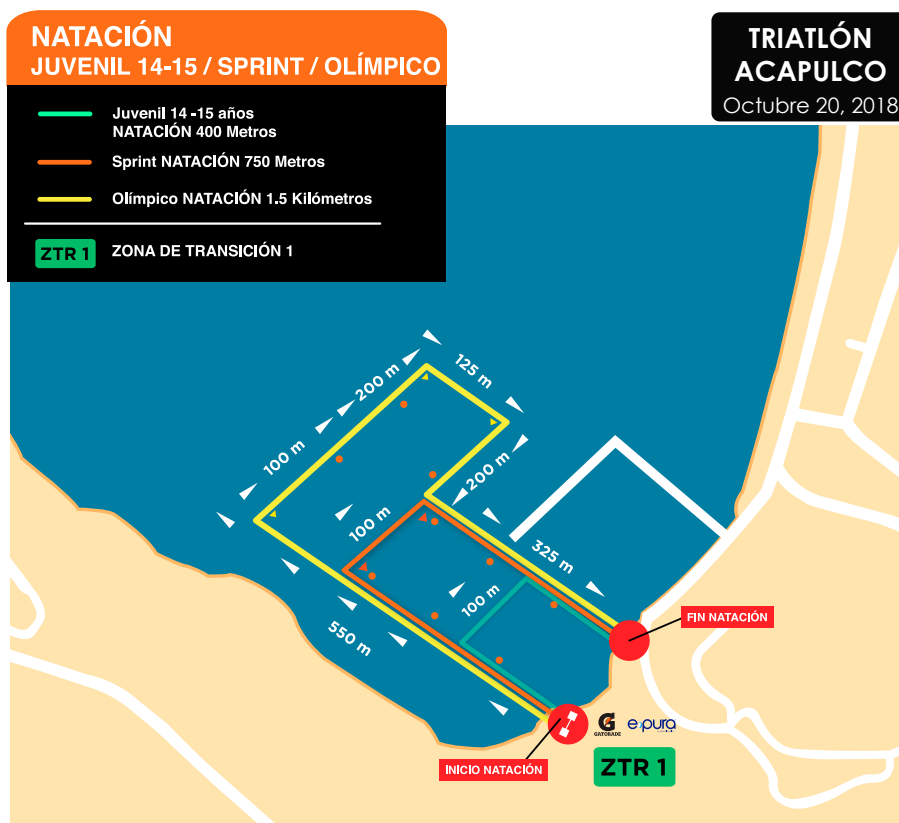 NATACIÓN
JUVENIL 14-15 / SPRINT / OLÍMPICO
TRIATLÓN
ACAPULCO
Octubre 20, 2018
Juvenil 14 -15 años
NATACIÓN 400 Metros
Sprint NATACIÓN 750 Metros
Olímpico NATACIÓN 1.5 Kilómetros
ZTR 1
ZONA DE TRANSICIÓN 1
125 m
200 m
100 m
200 m
100 m
325 m
100 m
550 m
FIN NATACIÓN
INICIO NATACIÓN
G
GATORADE
epura
ZTR 1